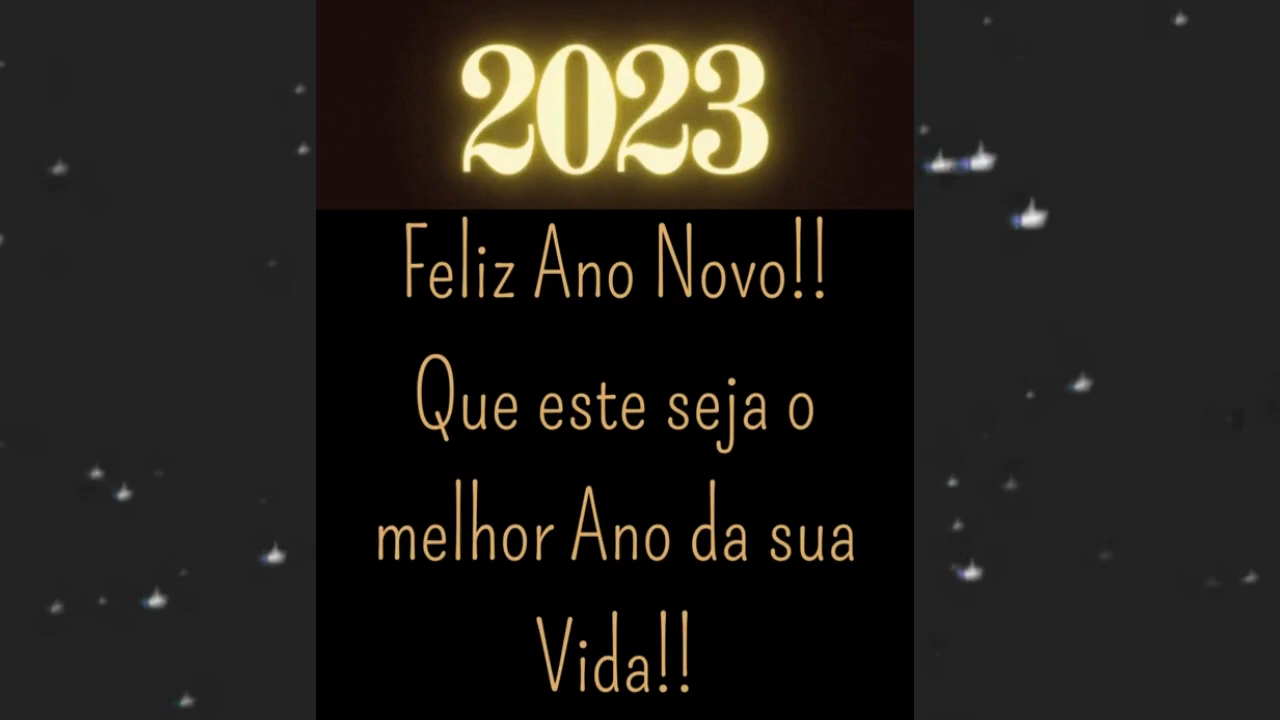 2023
Feliz Ano Novo!!
Que este seja o
melhor Ano da sua
Vida!!